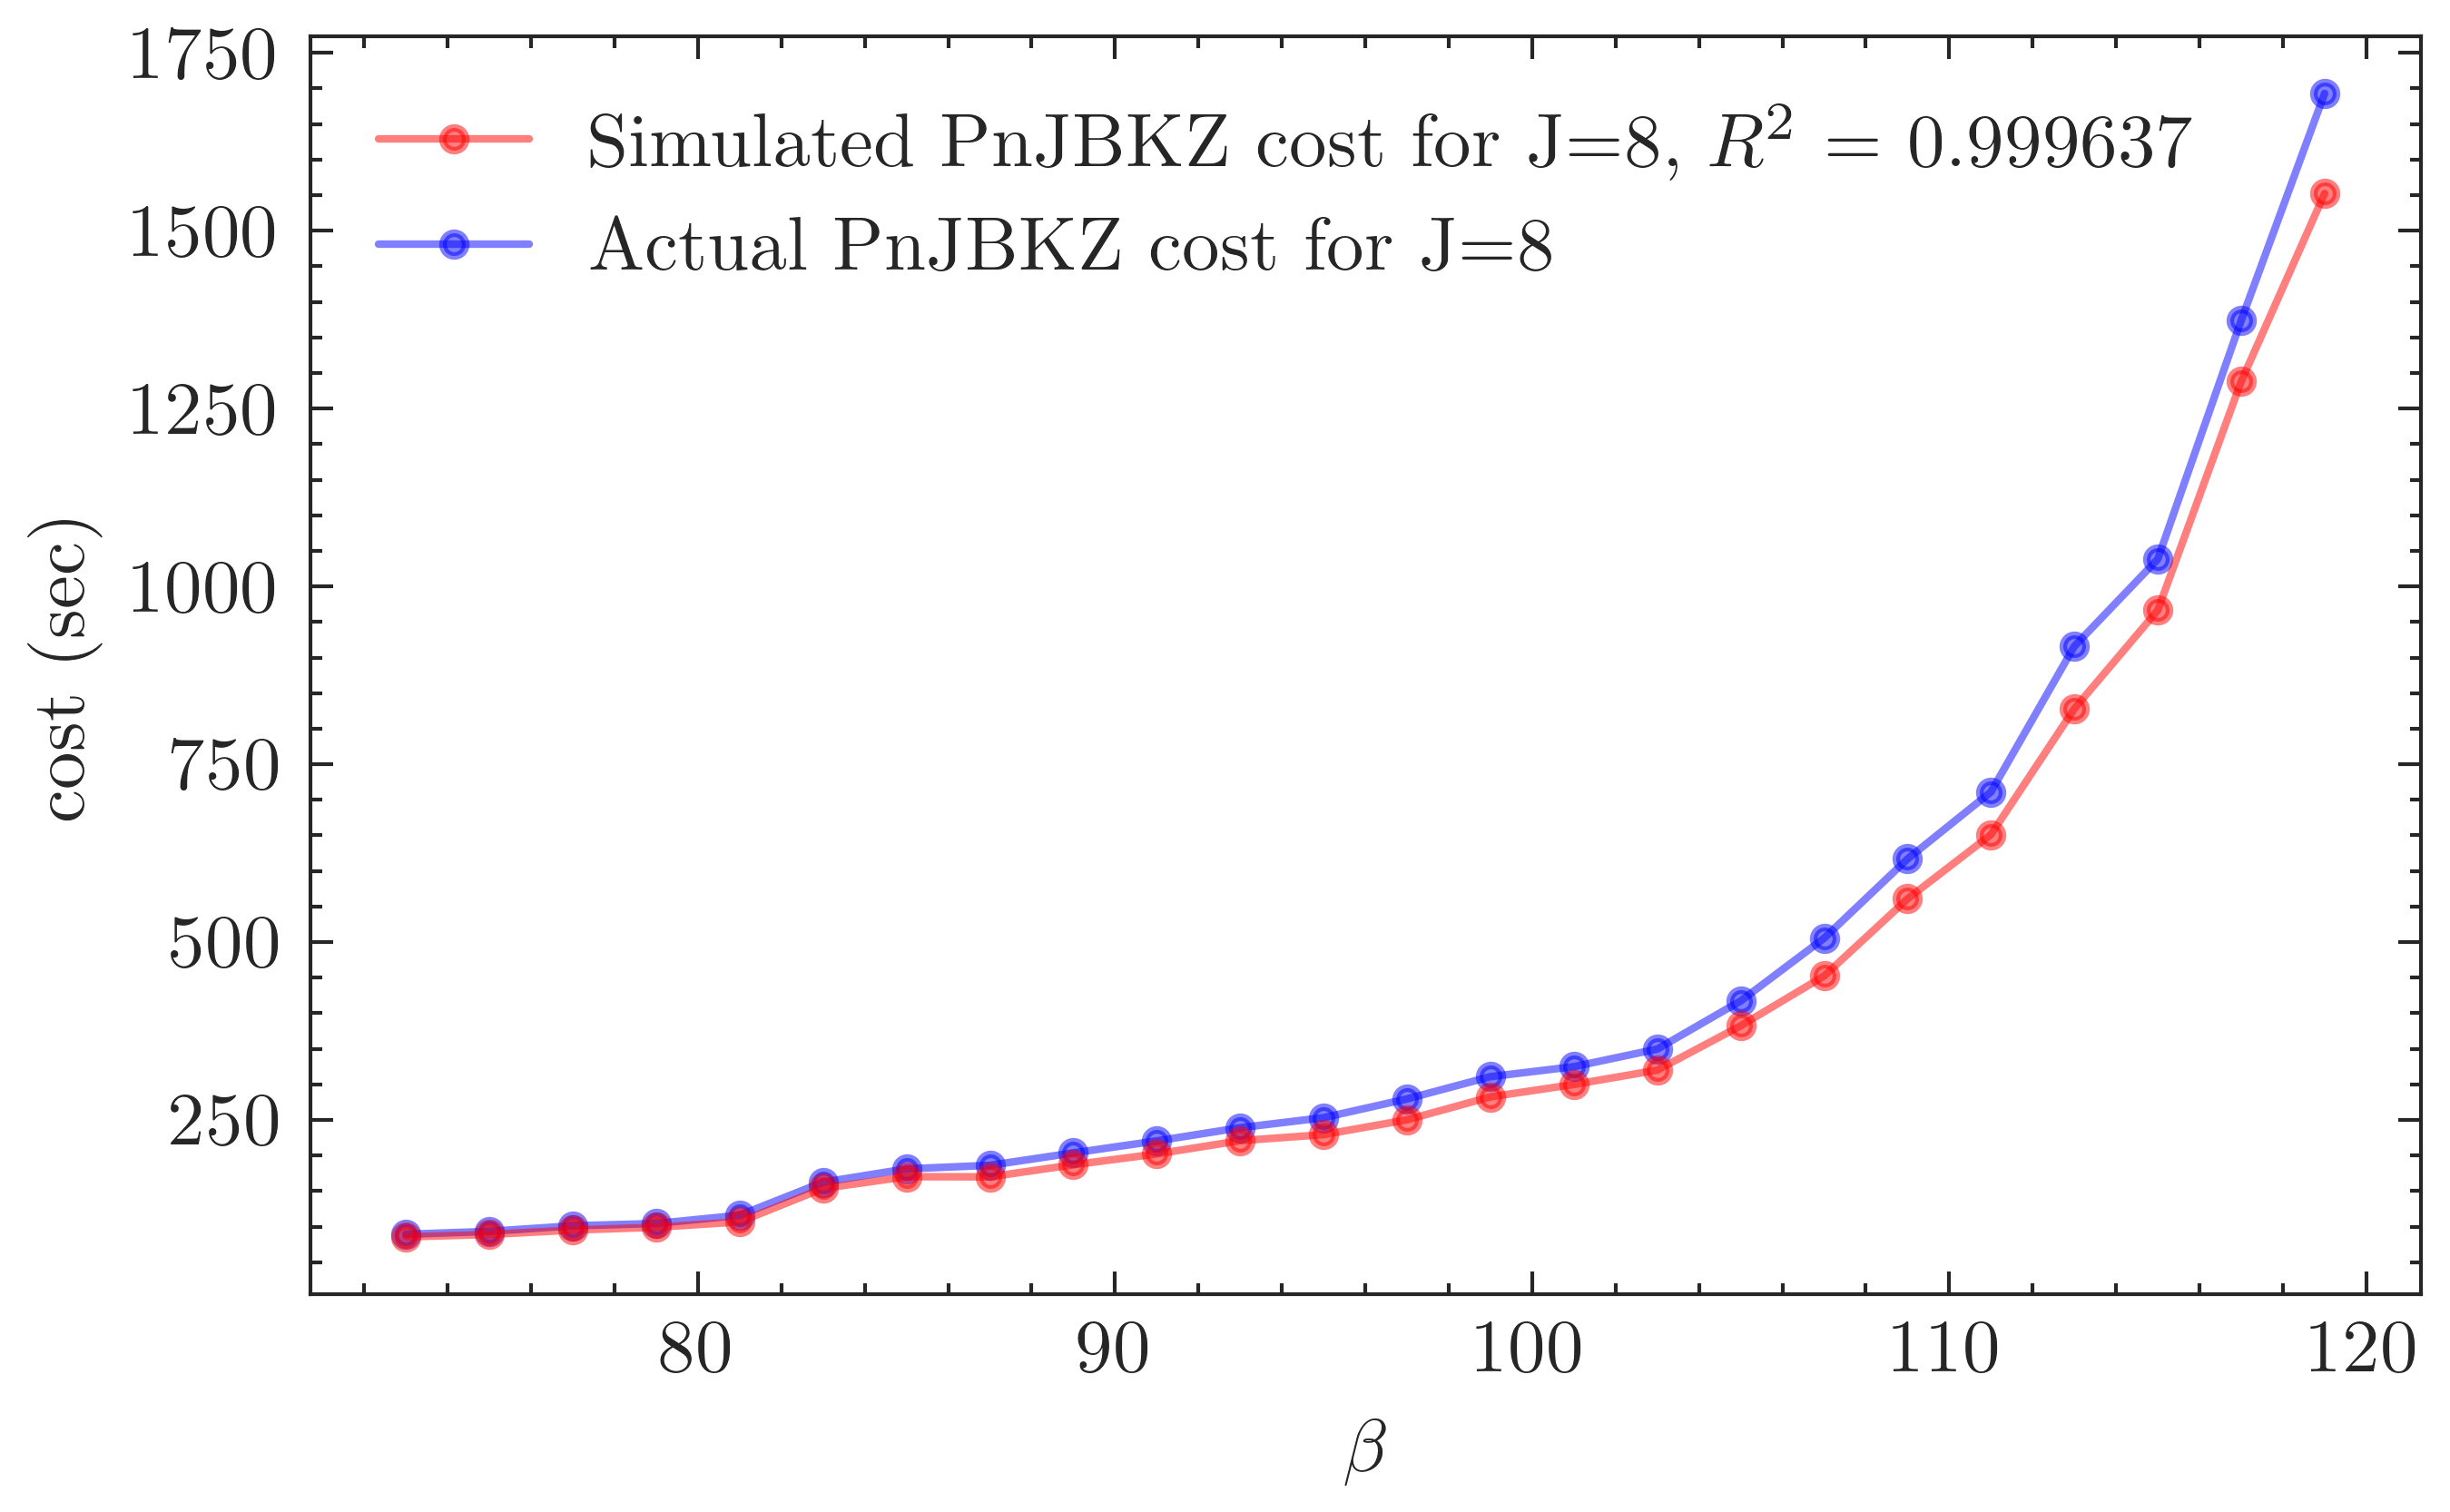 1750
1500
1250
1000
750
500
250
cost (sec)
Simulated PnJBKZ cost for J=8, R² = 0.999637
Actual PnJBKZ cost for J=8
80 90 100 110 120
β